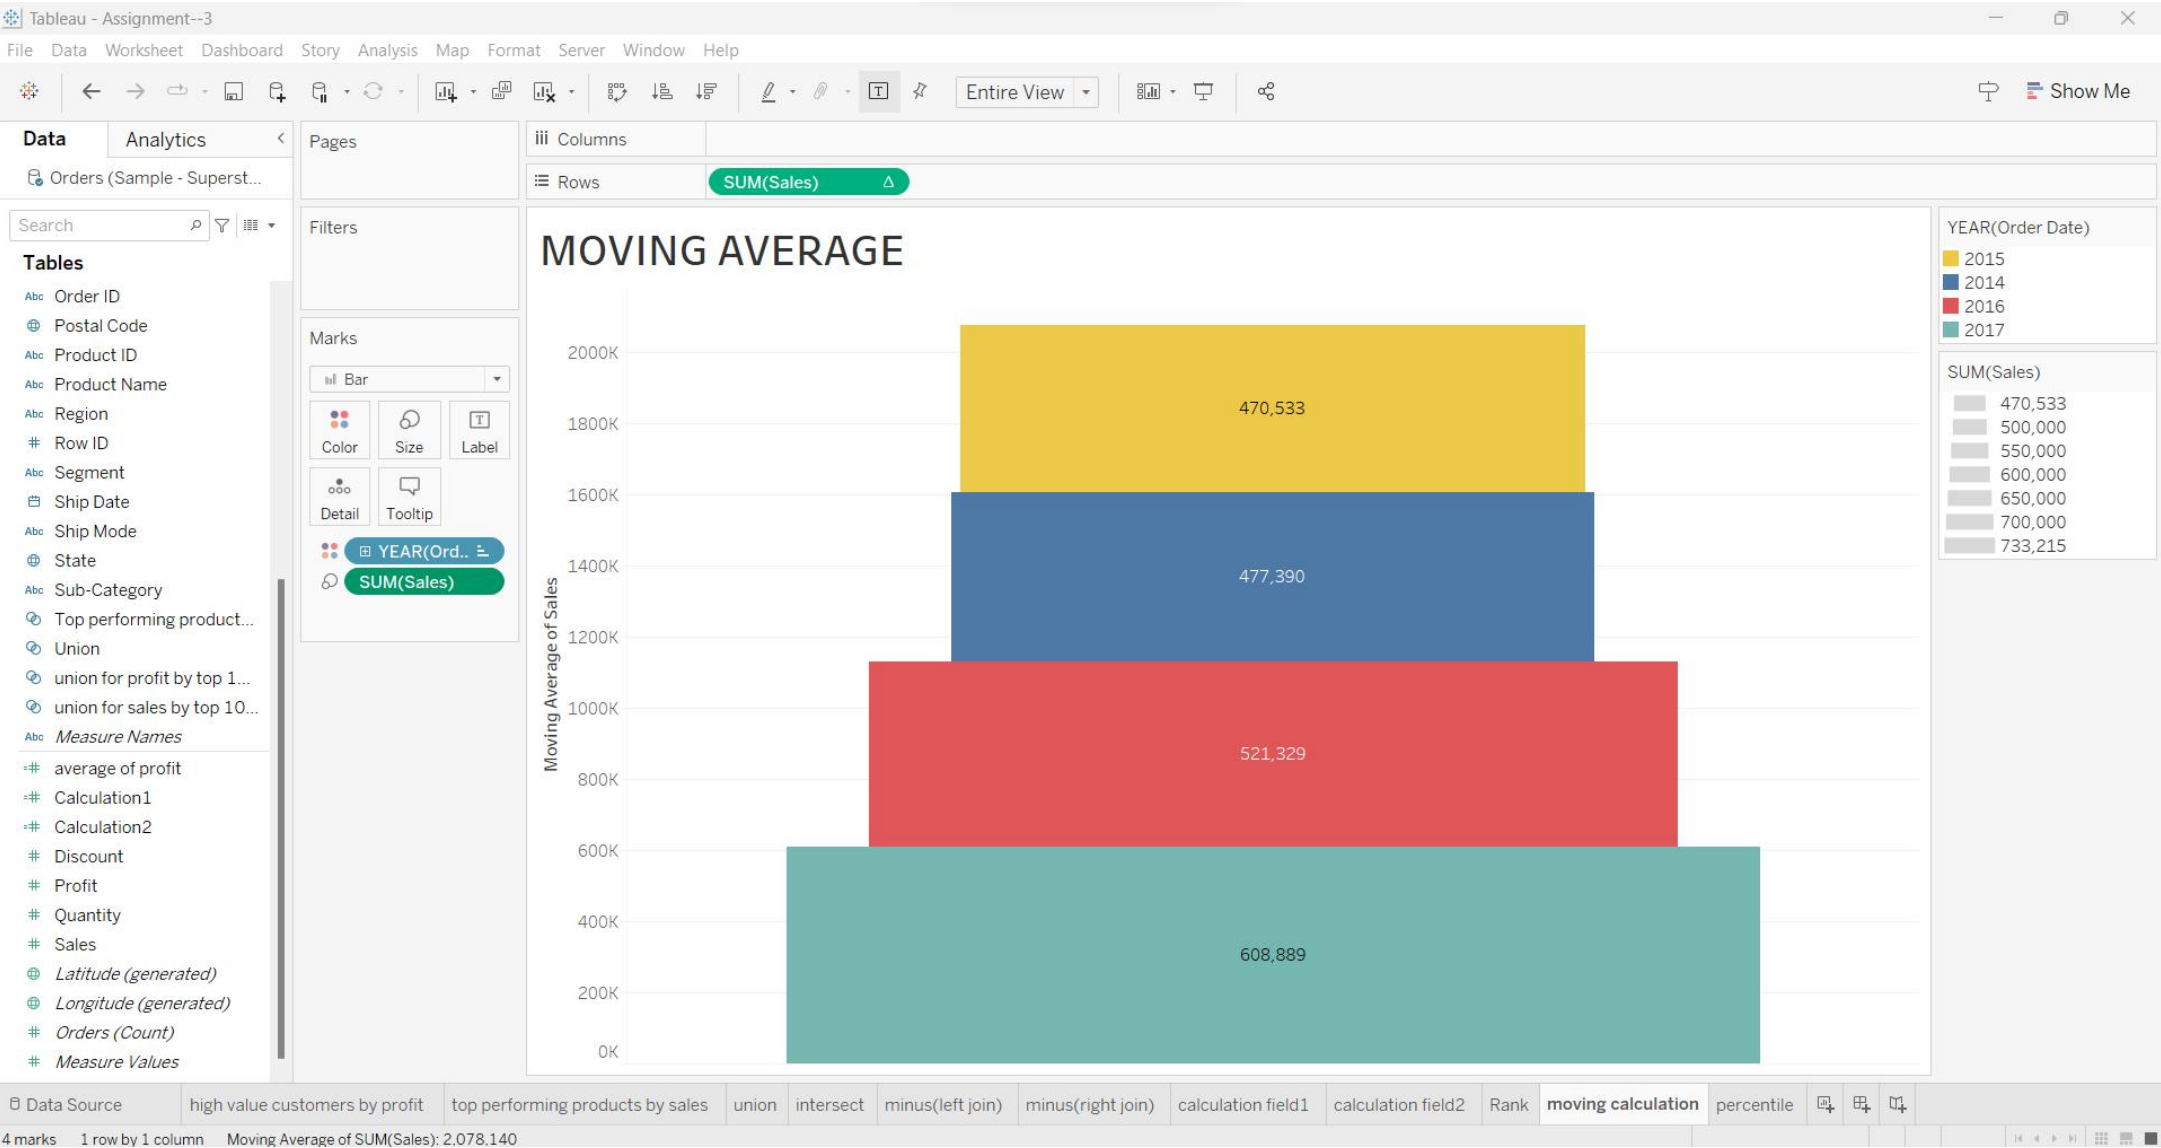 Tableau - Assignment--3
File Data Worksheet Dashboard Story Analysis Map Format Server Window Help
Entire View
Show Me
Data Analytics
Orders (Sample - Superst...
Search
Tables
Abc Order ID
Postal Code
Abc Product ID
Abc Product Name
Abc Region
# Row ID
Abc Segment
Ship Date
Abc Ship Mode
State
Abc Sub-Category
Top performing product...
Union
union for profit by top 1...
union for sales by top 10...
Abc Measure Names
=# average of profit
=# Calculation1
=# Calculation2
# Discount
# Profit
# Quantity
# Sales
Latitude (generated)
Longitude (generated)
# Orders (Count)
# Measure Values
Pages
Filters
Marks
Bar
Color Size Label
Detail Tooltip
YEAR(Ord..
SUM(Sales)
Columns
Rows SUM(Sales) Δ
MOVING AVERAGE
Moving Average of Sales
2000K
1800K
1600K
1400K
1200K
1000K
800K
600K
400K
200K
0K
470,533
477,390
521,329
608,889
YEAR(Order Date)
2015
2014
2016
2017
SUM(Sales)
470,533
500,000
550,000
600,000
650,000
700,000
733,215
Data Source high value customers by profit top performing products by sales union intersect minus(left join) minus(right join) calculation field1 calculation field2 Rank moving calculation percentile
4 marks 1 row by 1 column Moving Average of SUM(Sales): 2,078,140